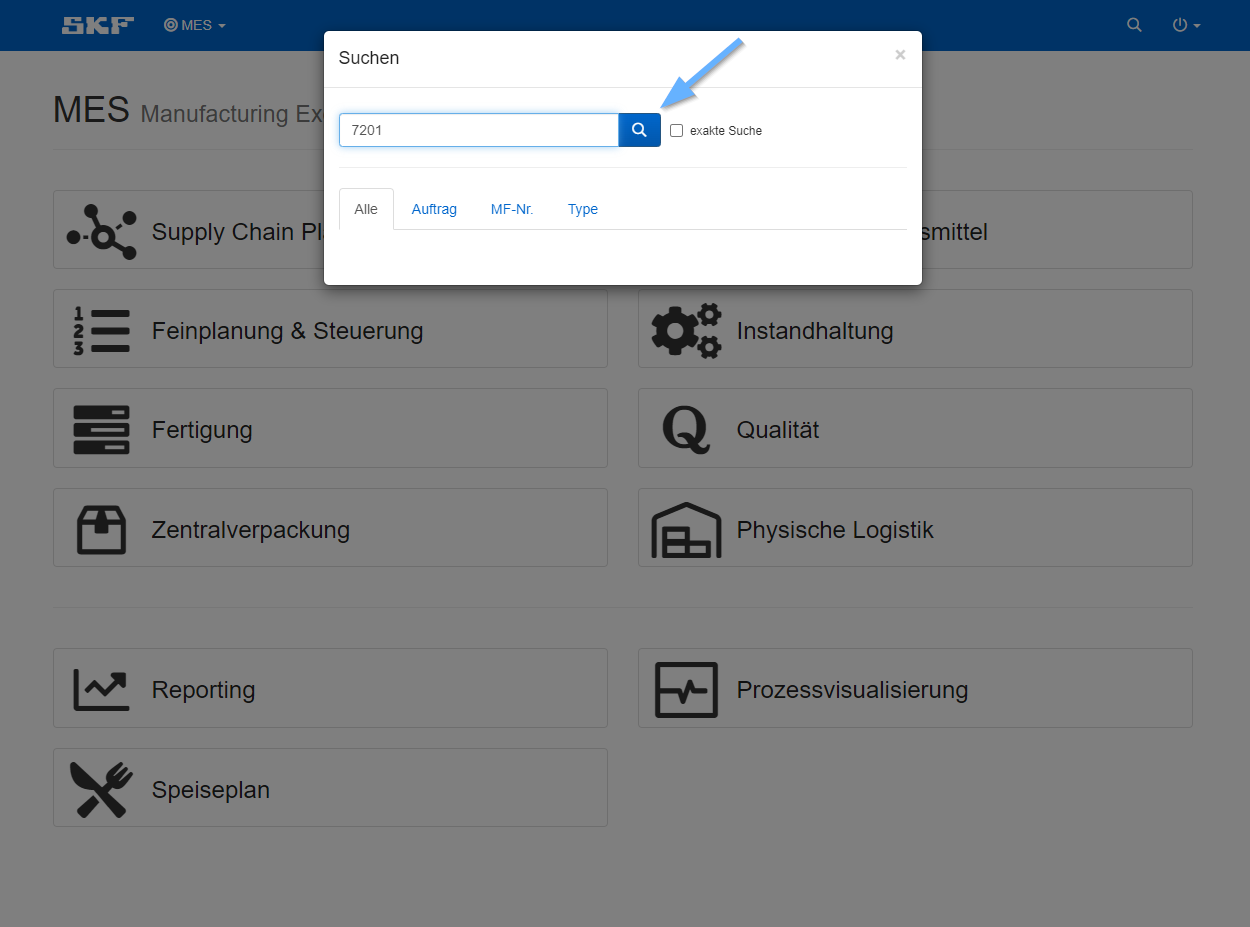 SKF MES
Suchen ×
MES Manufacturing Ex
7201 exakte Suche
Alle Auftrag MF-Nr. Type
Supply Chain Pl smittel
1
2
3
Feinplanung & Steuerung Instandhaltung
Fertigung Q Qualität
Zentralverpackung Physische Logistik
Reporting Prozessvisualisierung
Speiseplan